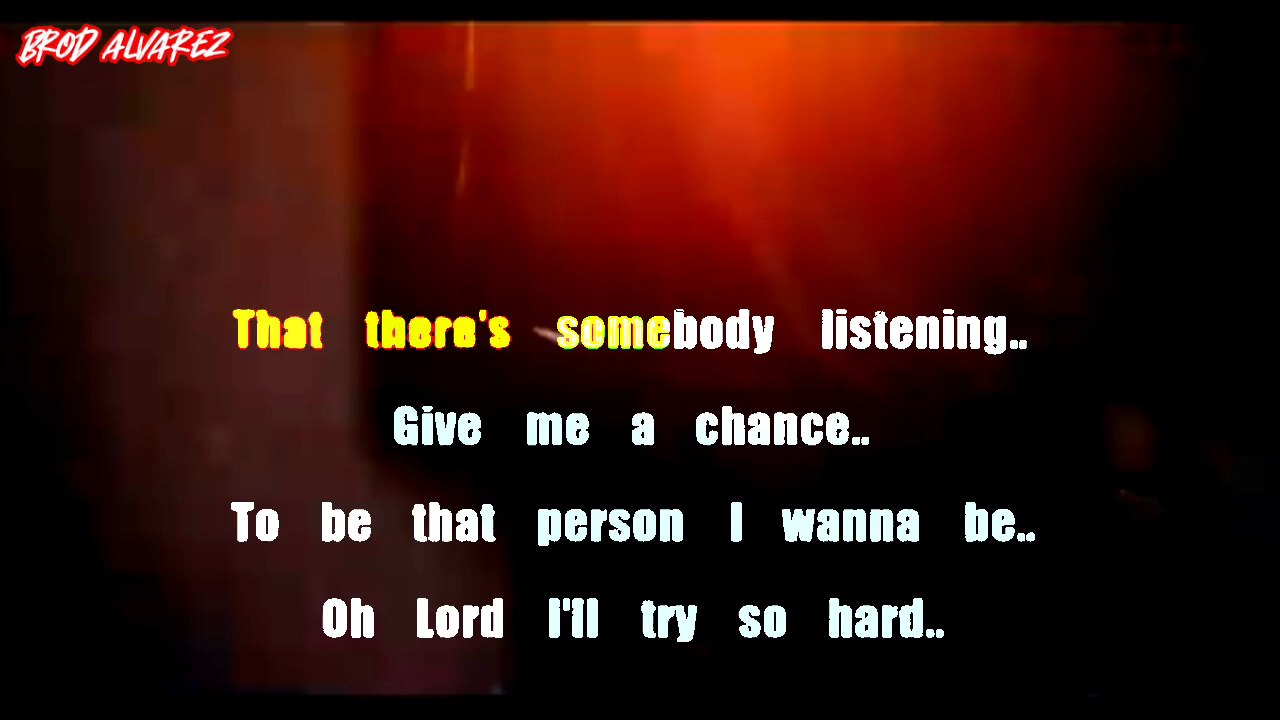 BROD ALVAREZ
That there's somebody listening..
Give me a chance..
To be that person I wanna be..
Oh Lord I'll try so hard..